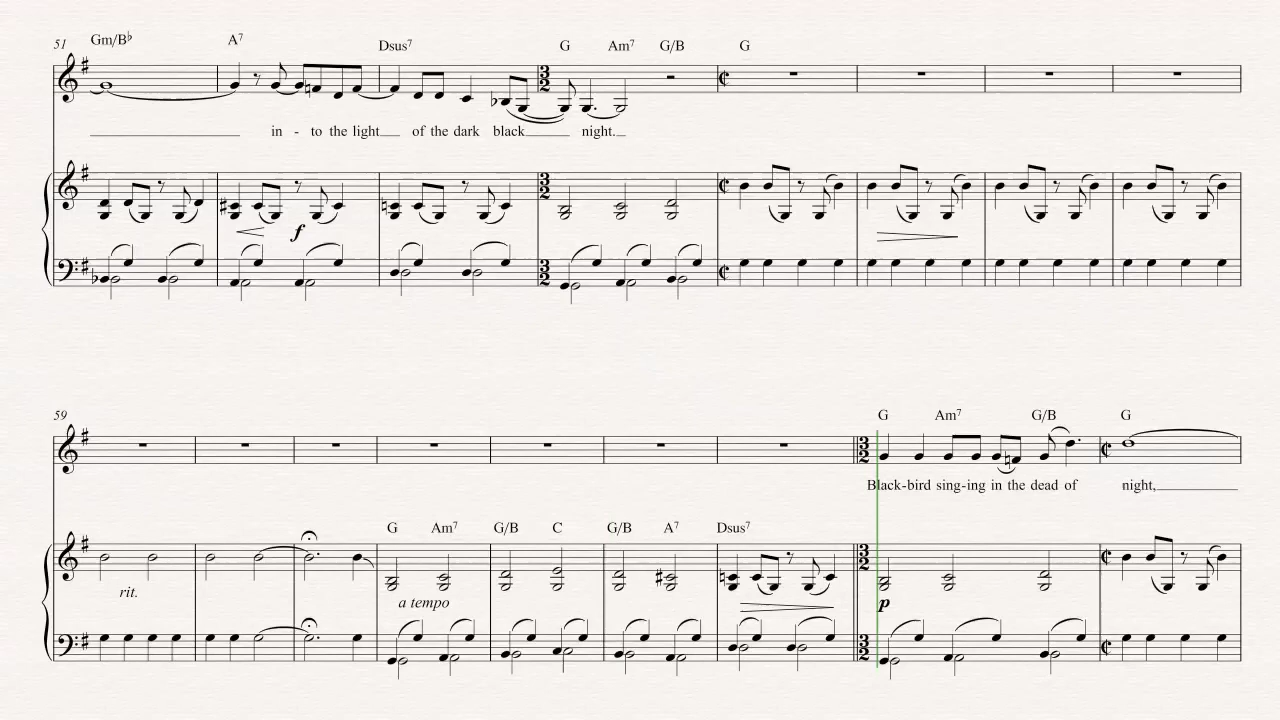 51 Gm/B♭ A7 Dsus7 G Am7 G/B G
in - to the light of the dark black night.
f
59 G Am7 G/B G
Black-bird sing-ing in the dead of night,
G Am7 G/B C G/B A7 Dsus7
rit. a tempo p